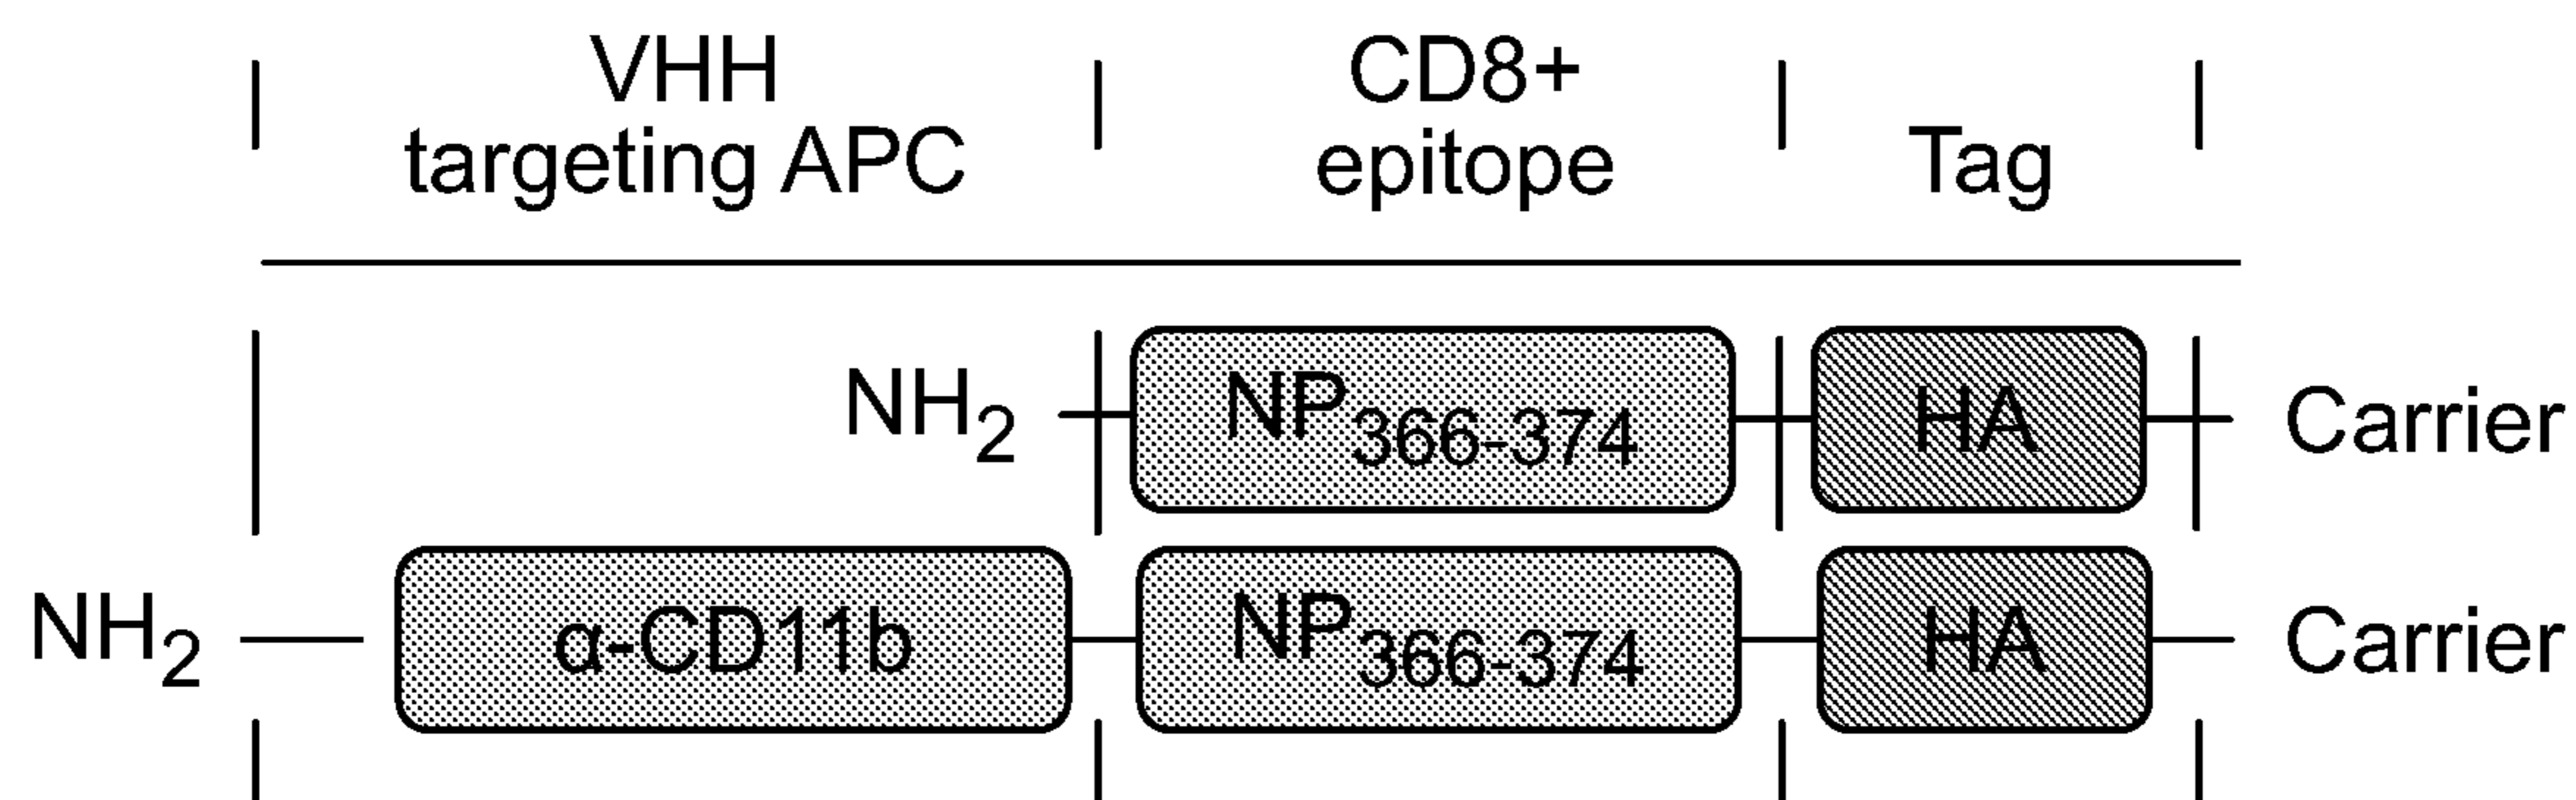 VHH CD8+
targeting APC epitope Tag
NH2 NP366-374 HA Carrier
NH2 α-CD11b NP366-374 HA Carrier